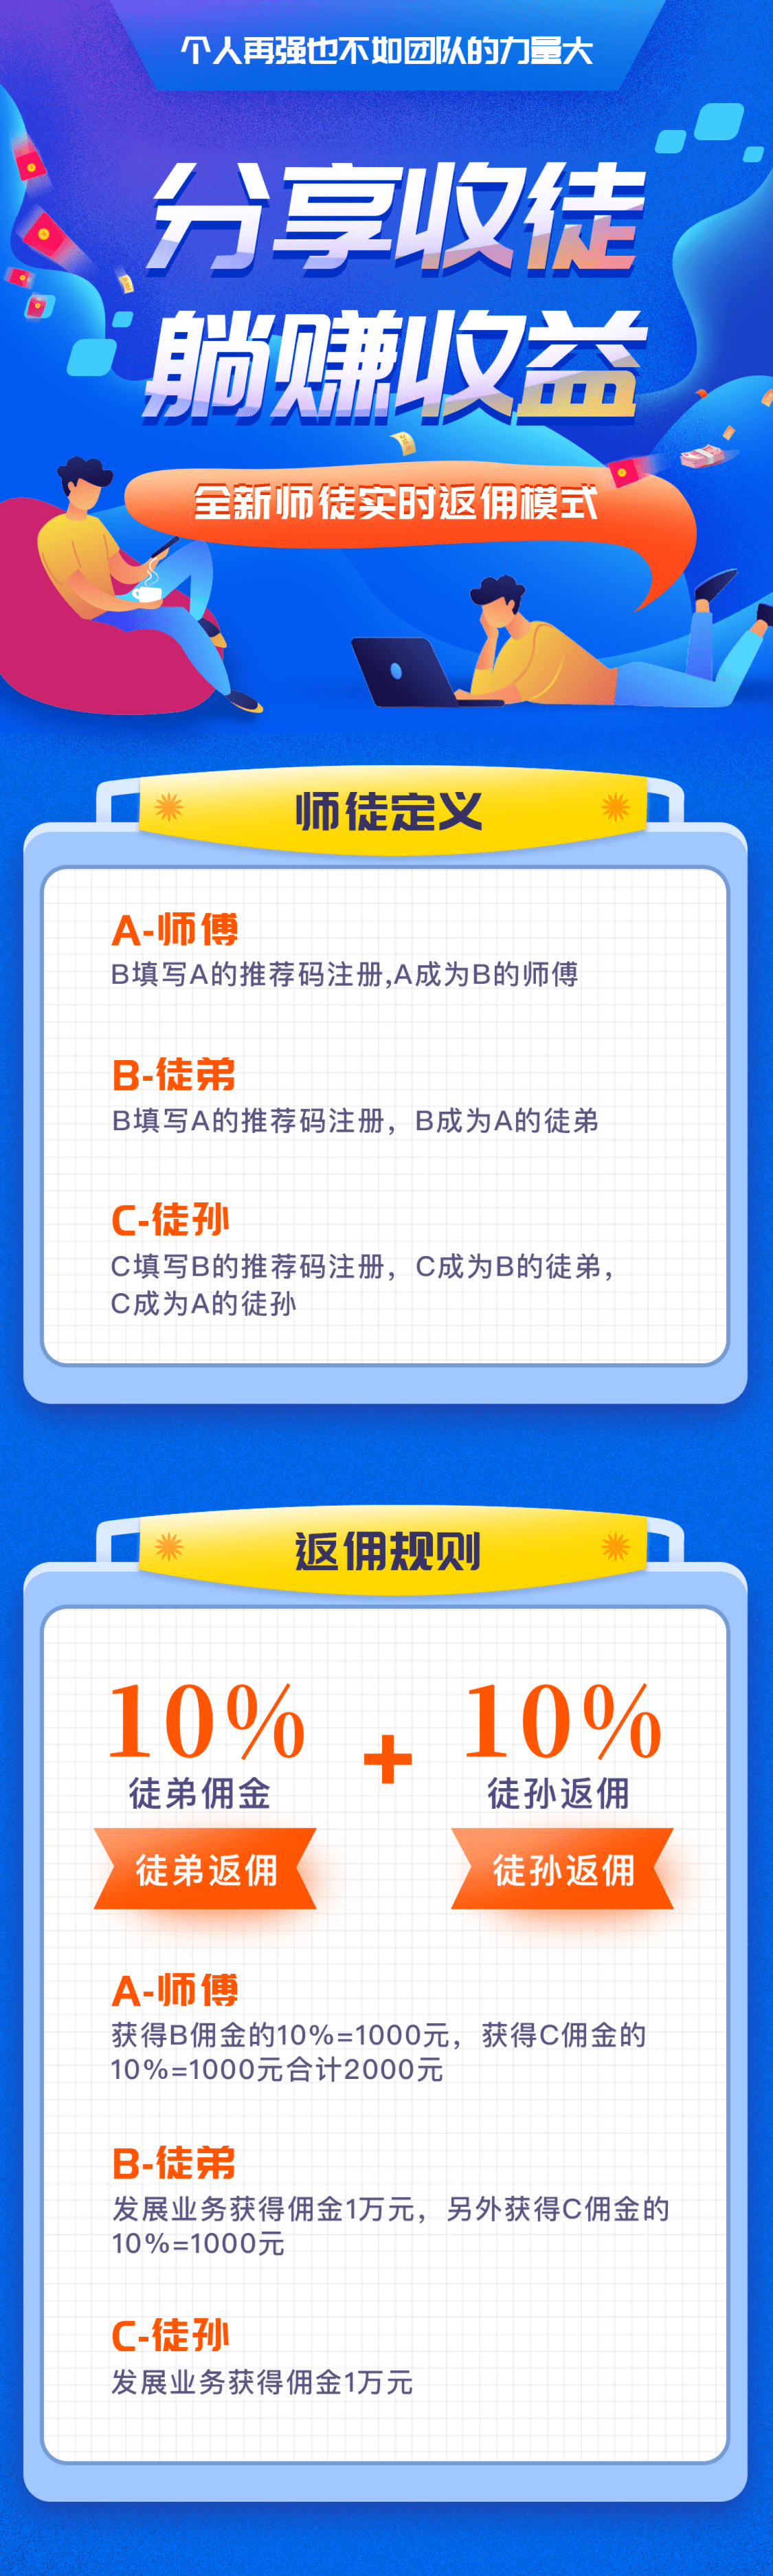 个人再强也不如团队的力量大
分享收徒
躺赚收益
全新师徒实时返佣模式
师徒定义
A-师傅
B填写A的推荐码注册,A成为B的师傅
B-徒弟
B填写A的推荐码注册，B成为A的徒弟
C-徒孙
C填写B的推荐码注册，C成为B的徒弟，
C成为A的徒孙
返佣规则
10% + 10%
徒弟佣金 徒孙返佣
徒弟返佣 徒孙返佣
A-师傅
获得B佣金的10%=1000元，获得C佣金的
10%=1000元合计2000元
B-徒弟
发展业务获得佣金1万元，另外获得C佣金的
10%=1000元
C-徒孙
发展业务获得佣金1万元